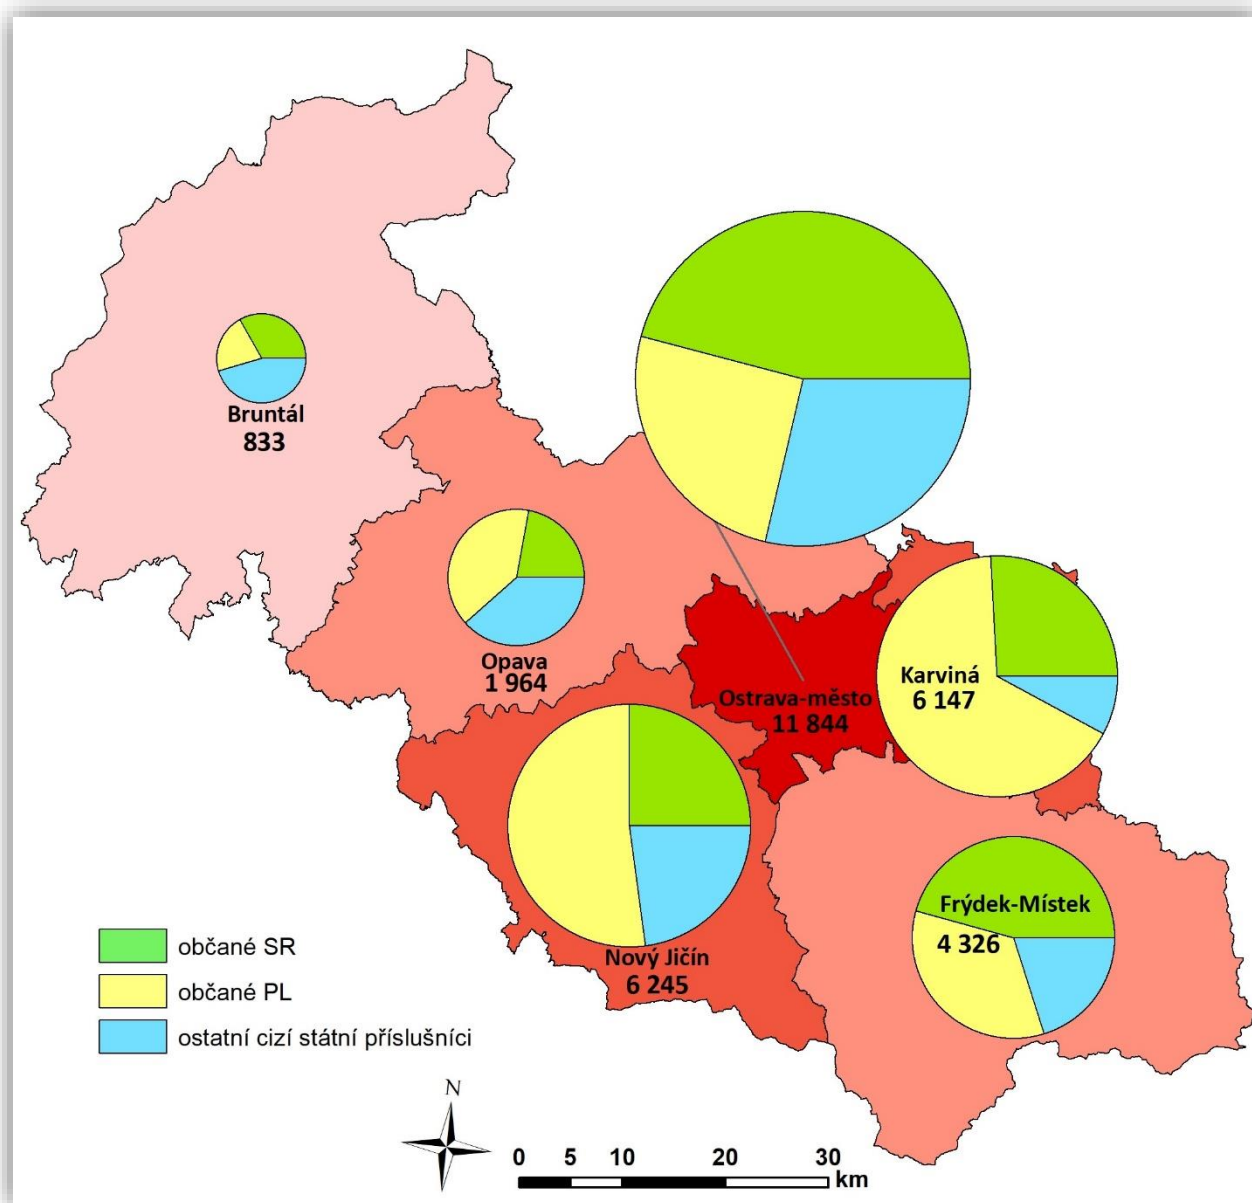 Bruntál
833
Opava
1 964
Ostrava-město
11 844
Karviná
6 147
Nový Jičín
6 245
Frýdek-Místek
4 326
občané SR
občané PL
ostatní cizí státní příslušníci
N
0 5 10 20 30
km